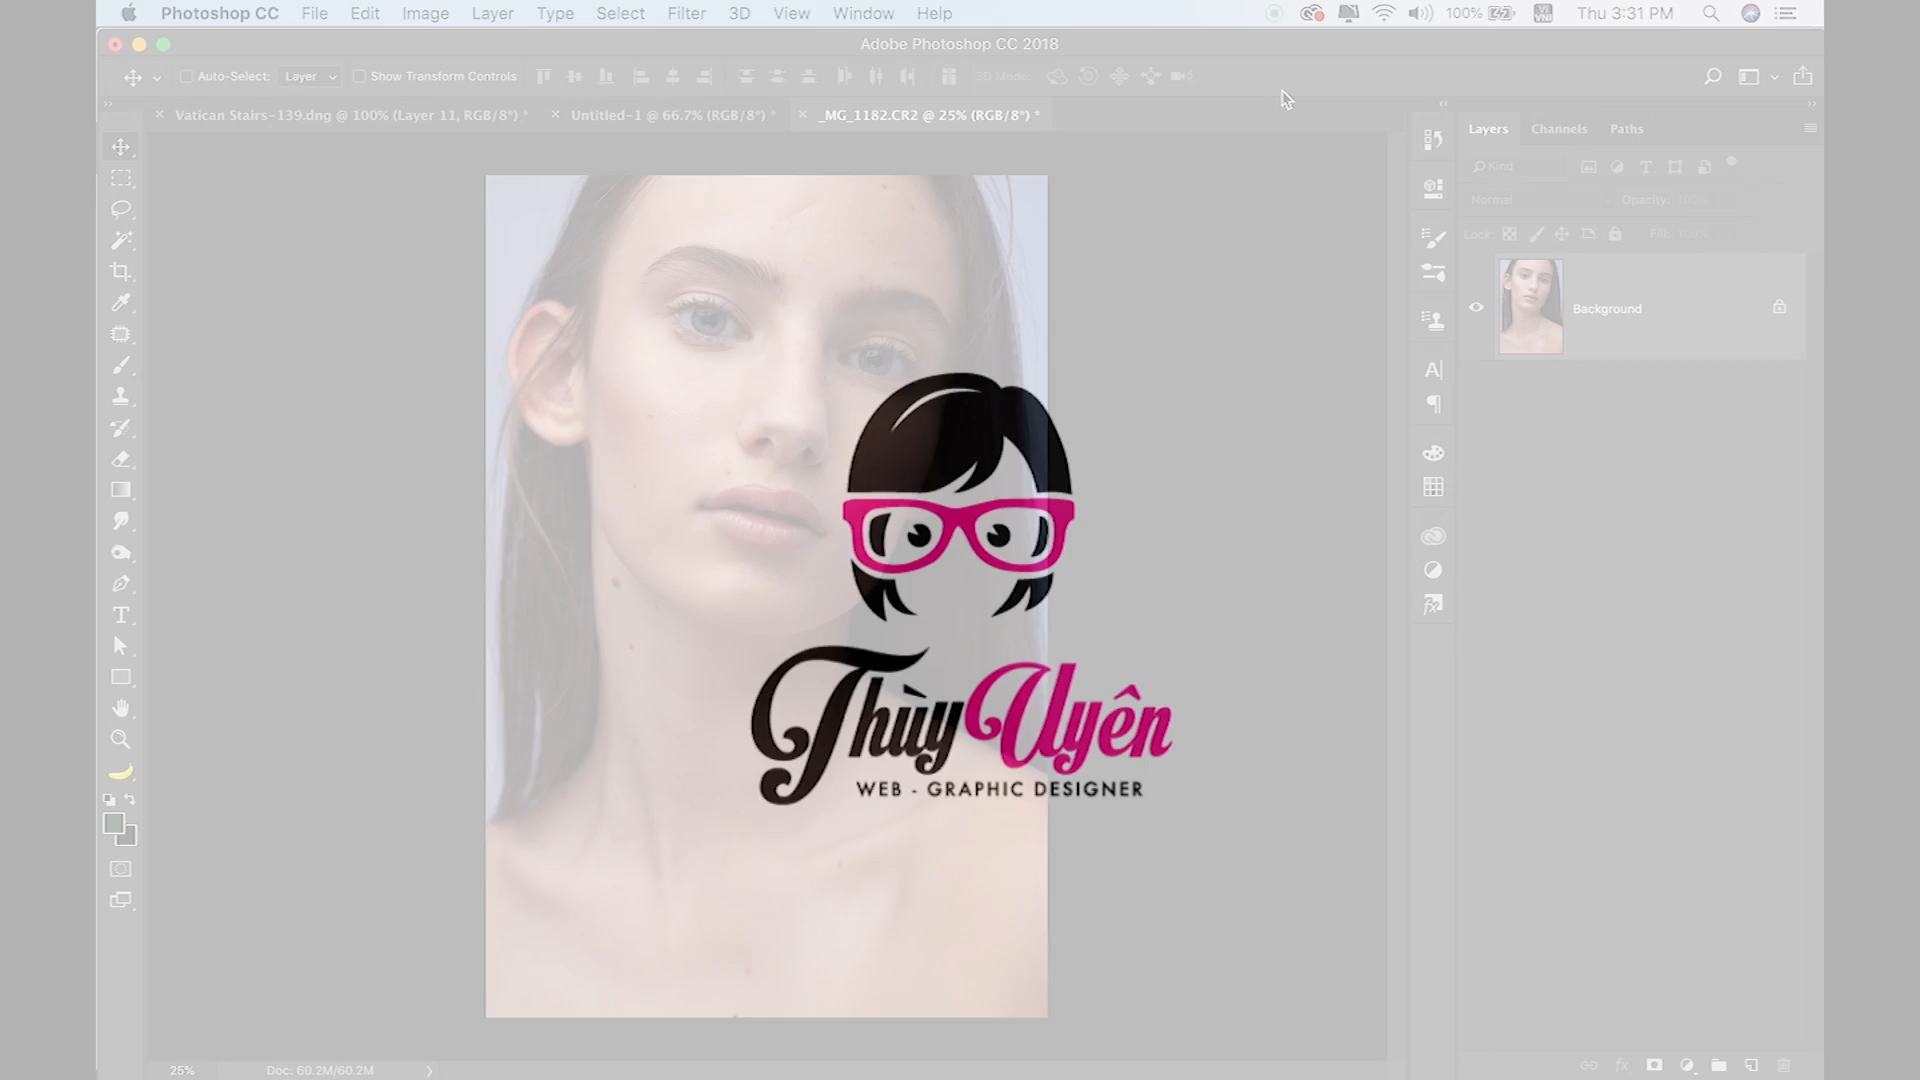 Photoshop CC File Edit Image Layer Type Select Filter 3D View Window Help 100% Thu 3:31 PM
Adobe Photoshop CC 2018
Auto-Select: Layer Show Transform Controls 3D Mode:
Vatican Stairs-139.dng @ 100% (Layer 11, RGB/8*) * Untitled-1 @ 66.7% (RGB/8*) * _MG_1182.CR2 @ 25% (RGB/8*) *
Layers Channels Paths
Kind
Normal Opacity: 100%
Lock: Fill: 100%
Background
Thùy Uyên
WEB - GRAPHIC DESIGNER
25% Doc: 60.2M/60.2M